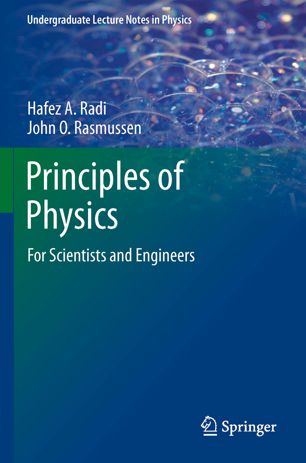 Undergraduate Lecture Notes in Physics
Hafez A. Radi
John O. Rasmussen
Principles of
Physics
For Scientists and Engineers
Springer